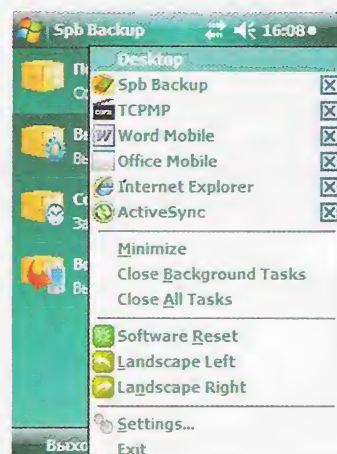 Spb Backup 16:08
Desktop
Spb Backup
TCPMP
Word Mobile
Office Mobile
Internet Explorer
ActiveSync
Minimize
Close Background Tasks
Close All Tasks
Software Reset
Landscape Left
Landscape Right
Settings...
Exit